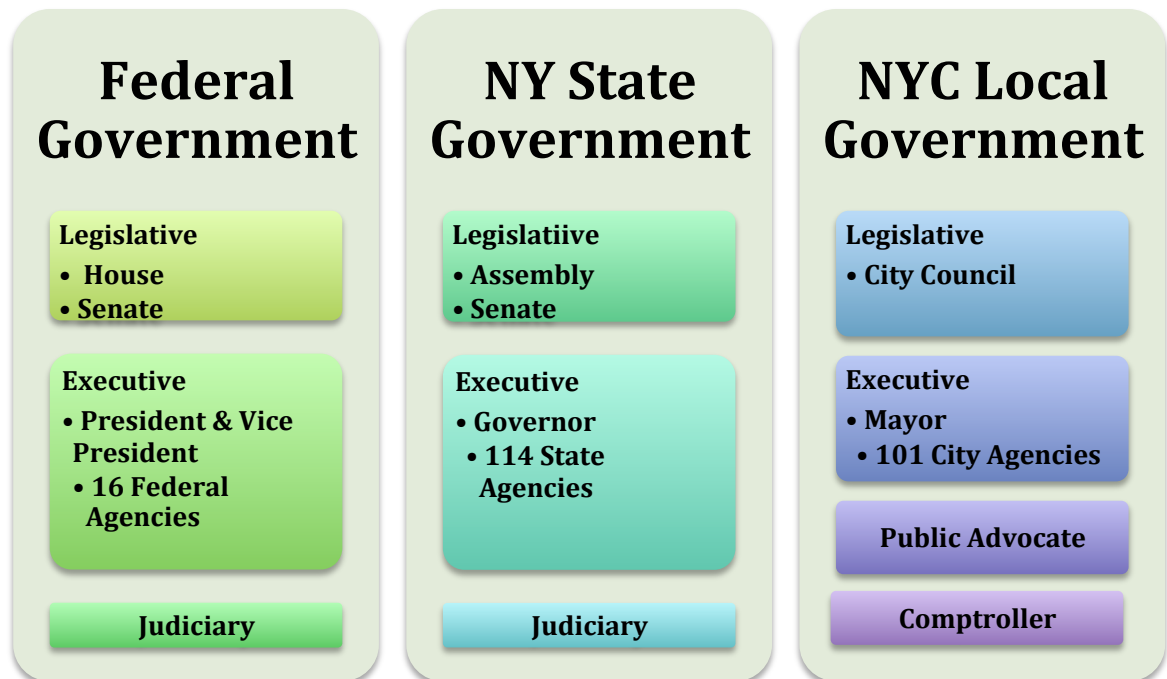 Federal
Government
Legislative
• House
• Senate
Executive
• President & Vice
President
• 16 Federal
Agencies
Judiciary
NY State
Government
Legislatiive
• Assembly
• Senate
Executive
• Governor
• 114 State
Agencies
Judiciary
NYC Local
Government
Legislative
• City Council
Executive
• Mayor
• 101 City Agencies
Public Advocate
Comptroller